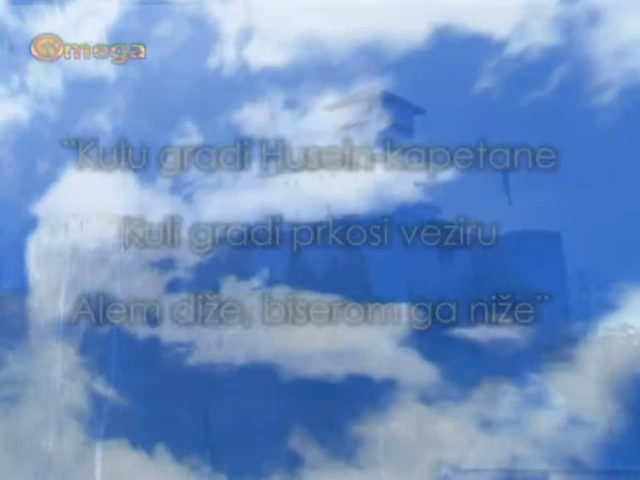 Omega
"Kulu gradi Husein-kapetane
Kuli gradi prkosi veziru
Alem diže, biserom ga niže"